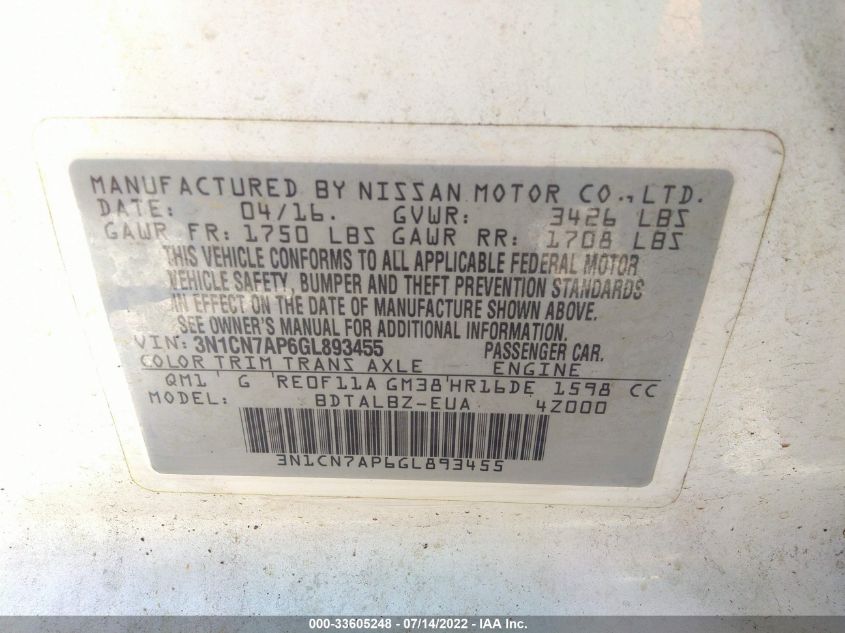 MANUFACTURED BY NISSAN MOTOR CO., LTD.
DATE: 04/16. GVWR: 3426 LBS
GAWR FR: 1750 LBS GAWR RR: 1708 LBS
THIS VEHICLE CONFORMS TO ALL APPLICABLE FEDERAL MOTOR
VEHICLE SAFETY, BUMPER AND THEFT PREVENTION STANDARDS
IN EFFECT ON THE DATE OF MANUFACTURE SHOWN ABOVE.
SEE OWNER'S MANUAL FOR ADDITIONAL INFORMATION.
VIN: 3N1CN7AP6GL893455 PASSENGER CAR.
COLOR TRIM TRANS AXLE ENGINE
QM1 G RE0F11A GM38 HR16DE 1598 CC
MODEL: BDTALBZ-EUA 4Z000
3N1CN7AP6GL893455
000-33605248 - 07/14/2022 - IAA Inc.